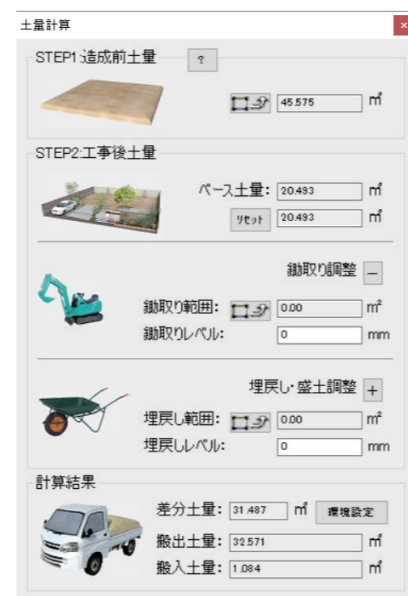 土量計算
×
STEP1:造成前土量 ?
45.575 ㎥
STEP2:工事後土量
ベース土量: 20.493 ㎥
リセット 20.493 ㎥
鋤取り調整 −
鋤取り範囲: 0.00 ㎡
鋤取りレベル: 0 mm
埋戻し・盛土調整 +
埋戻し範囲: 0.00 ㎡
埋戻しレベル: 0 mm
計算結果
差分土量: 31.487 ㎥ 環境設定
搬出土量: 32.571 ㎥
搬入土量: 1.084 ㎥